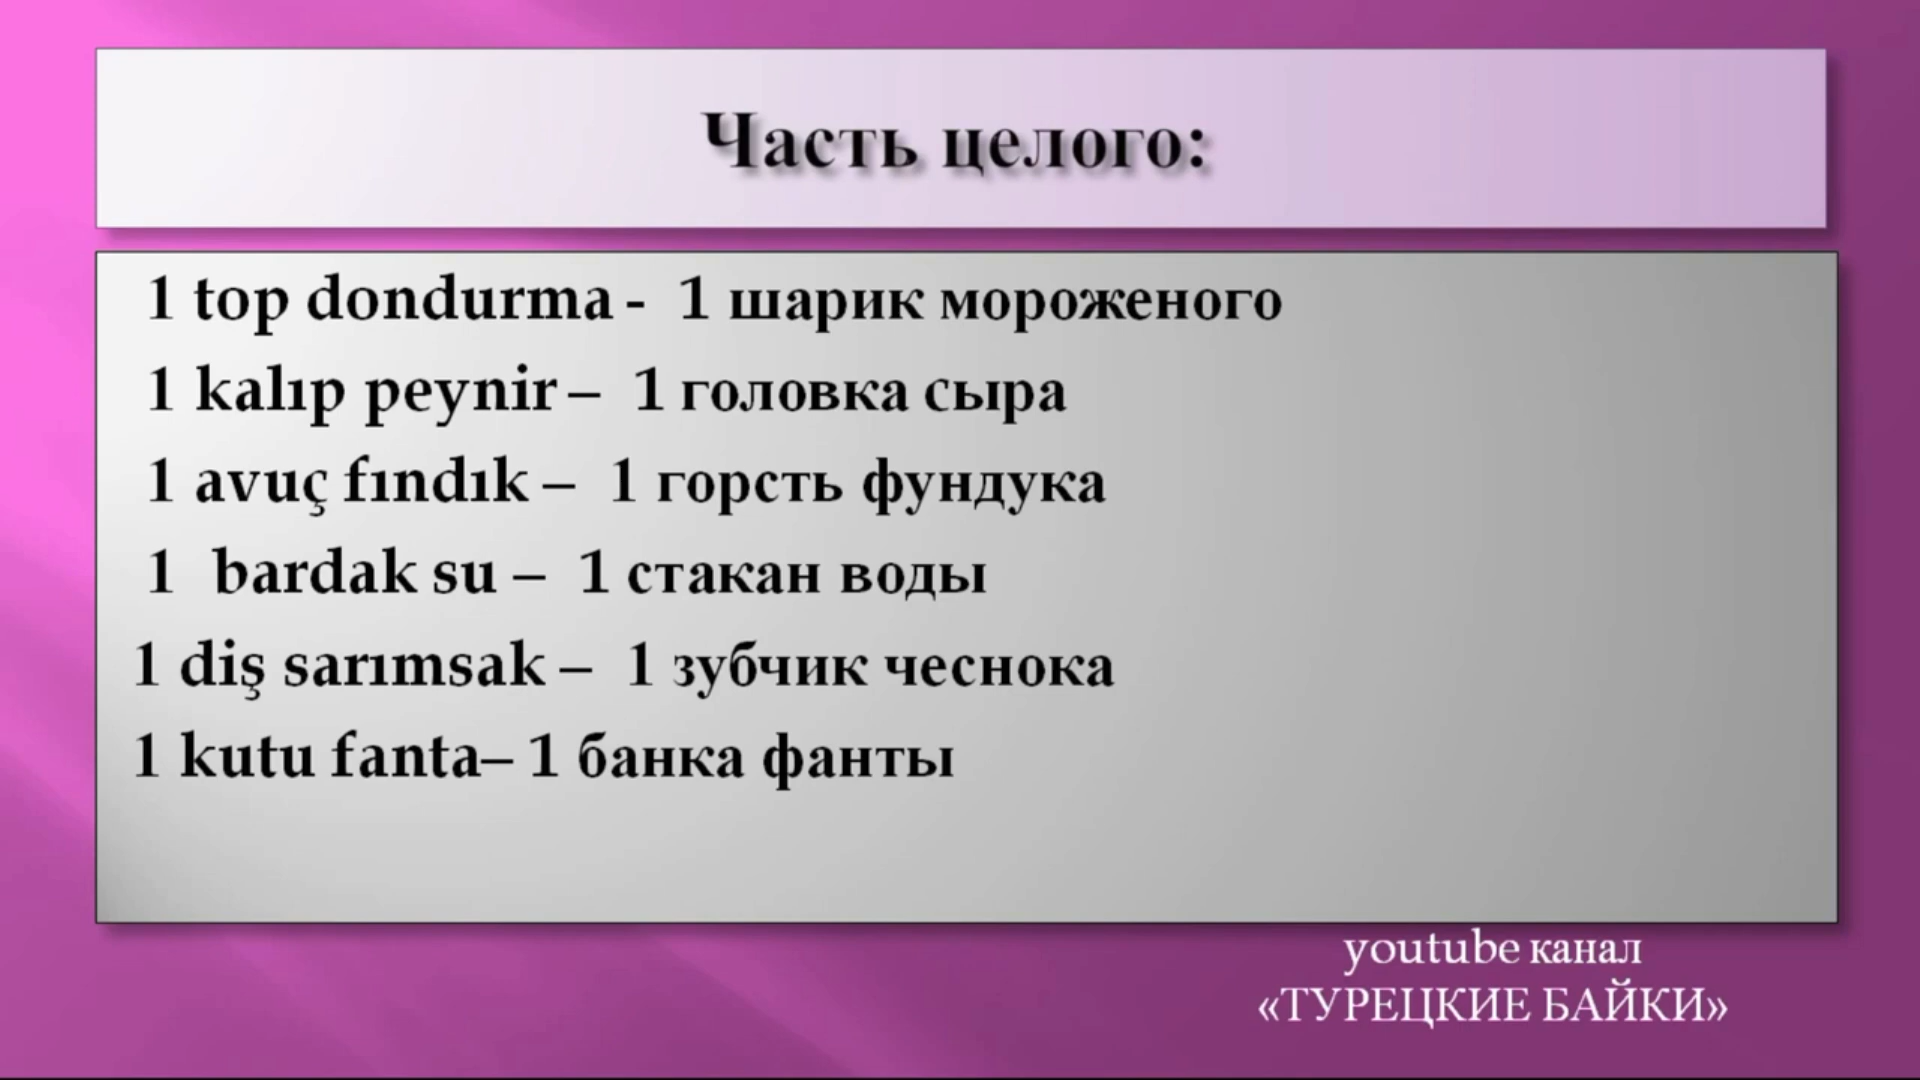 Часть целого:
1 top dondurma - 1 шарик мороженого
1 kalıp peynir – 1 головка сыра
1 avuç fındık – 1 горсть фундука
1 bardak su – 1 стакан воды
1 diş sarımsak – 1 зубчик чеснока
1 kutu fanta– 1 банка фанты
youtube канал
«ТУРЕЦКИЕ БАЙКИ»